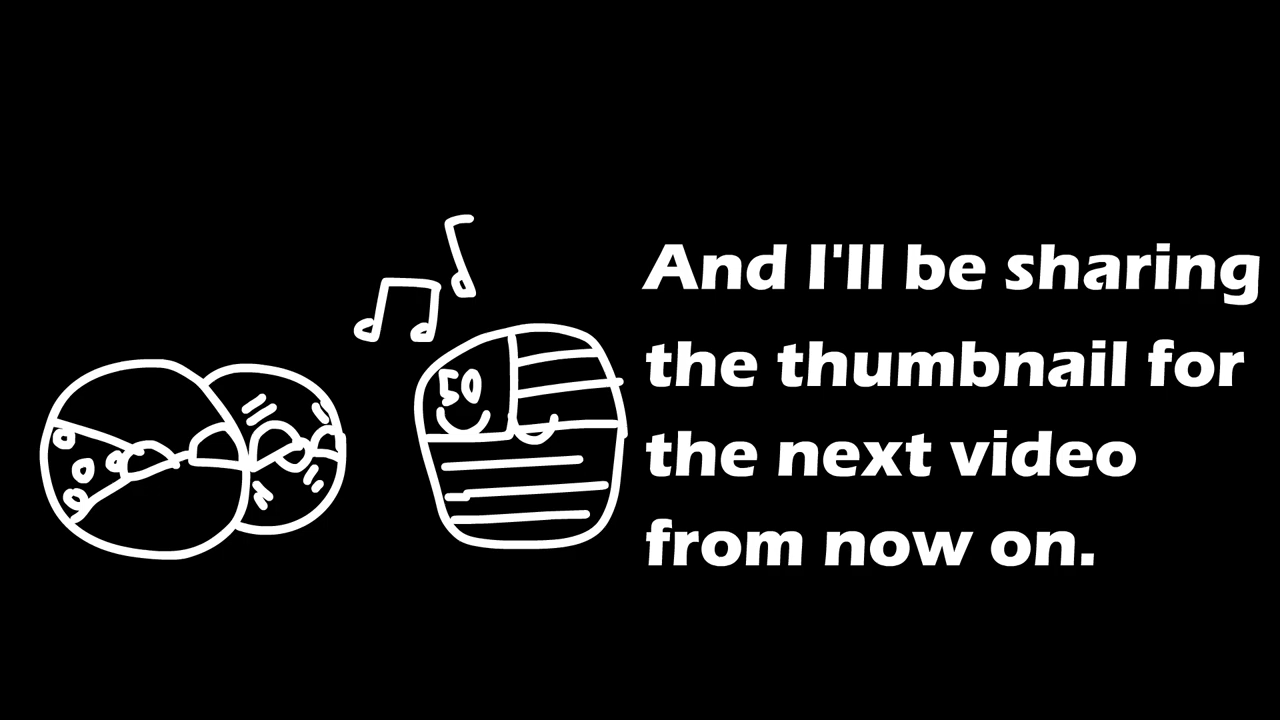 50
And I'll be sharing
the thumbnail for
the next video
from now on.